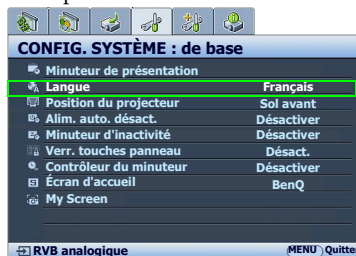 CONFIG. SYSTÈME : de base
Minuteur de présentation
Langue Français
Position du projecteur Sol avant
Alim. auto. désact. Désactiver
Minuteur d'inactivité Désactiver
Verr. touches panneau Désact.
Contrôleur du minuteur Désactiver
Écran d'accueil BenQ
My Screen
RVB analogique MENU Quitter